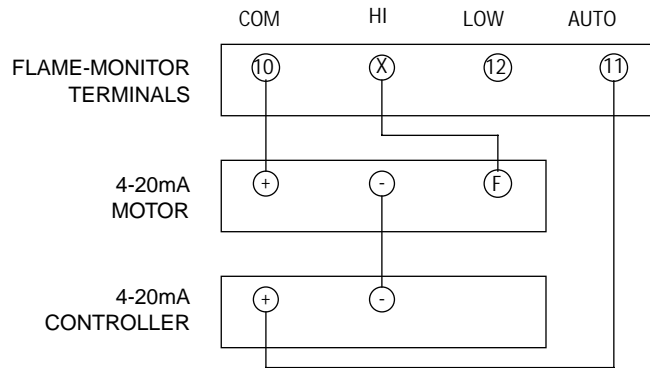 COM HI LOW AUTO
FLAME-MONITOR 10 X 12 11
TERMINALS
4-20mA + - F
MOTOR
4-20mA + -
CONTROLLER